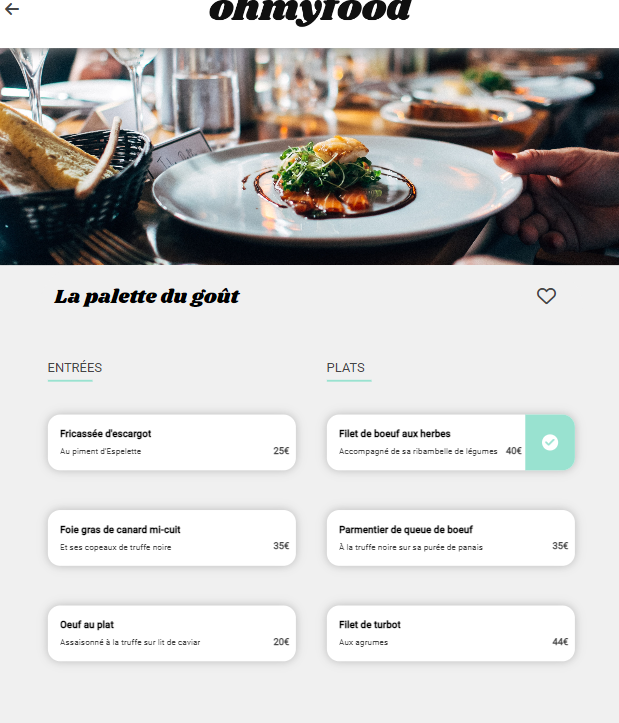 ohmyfood
La palette du goût
ENTRÉES
Fricassée d'escargot
Au piment d'Espelette 25€
Foie gras de canard mi-cuit
Et ses copeaux de truffe noire 35€
Oeuf au plat
Assaisonné à la truffe sur lit de caviar 20€
PLATS
Filet de boeuf aux herbes
Accompagné de sa ribambelle de légumes 40€
Parmentier de queue de boeuf
À la truffe noire sur sa purée de panais 35€
Filet de turbot
Aux agrumes 44€